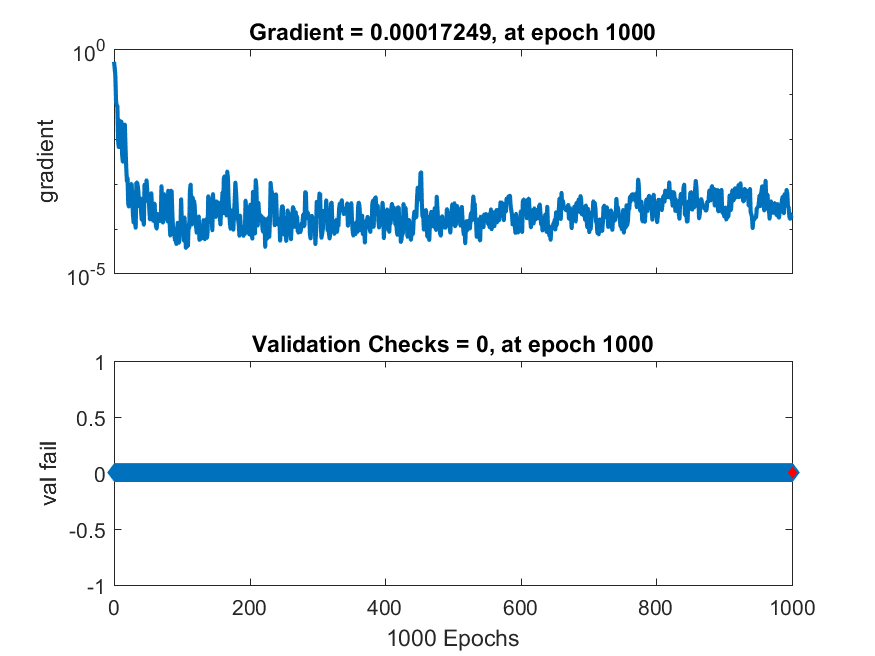 Gradient = 0.00017249, at epoch 1000
10^0
gradient
10^-5
Validation Checks = 0, at epoch 1000
1
0.5
val fail
0
-0.5
-1
0 200 400 600 800 1000
1000 Epochs